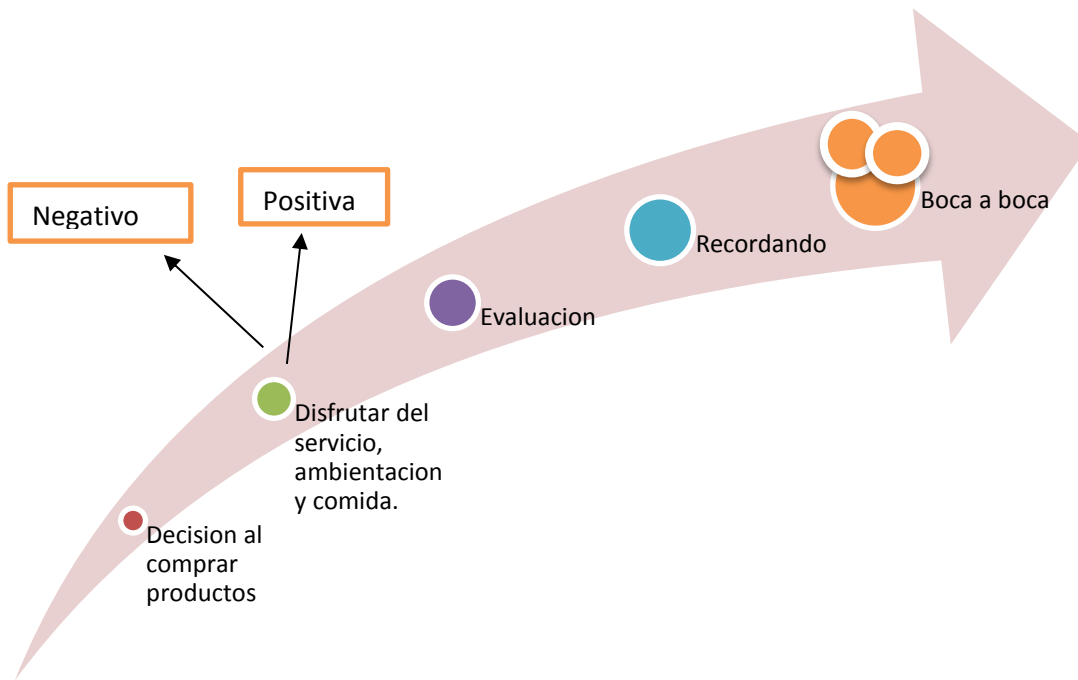 Negativo
Positiva
Boca a boca
Recordando
Evaluacion
Disfrutar del
servicio,
ambientacion
y comida.
Decision al
comprar
productos